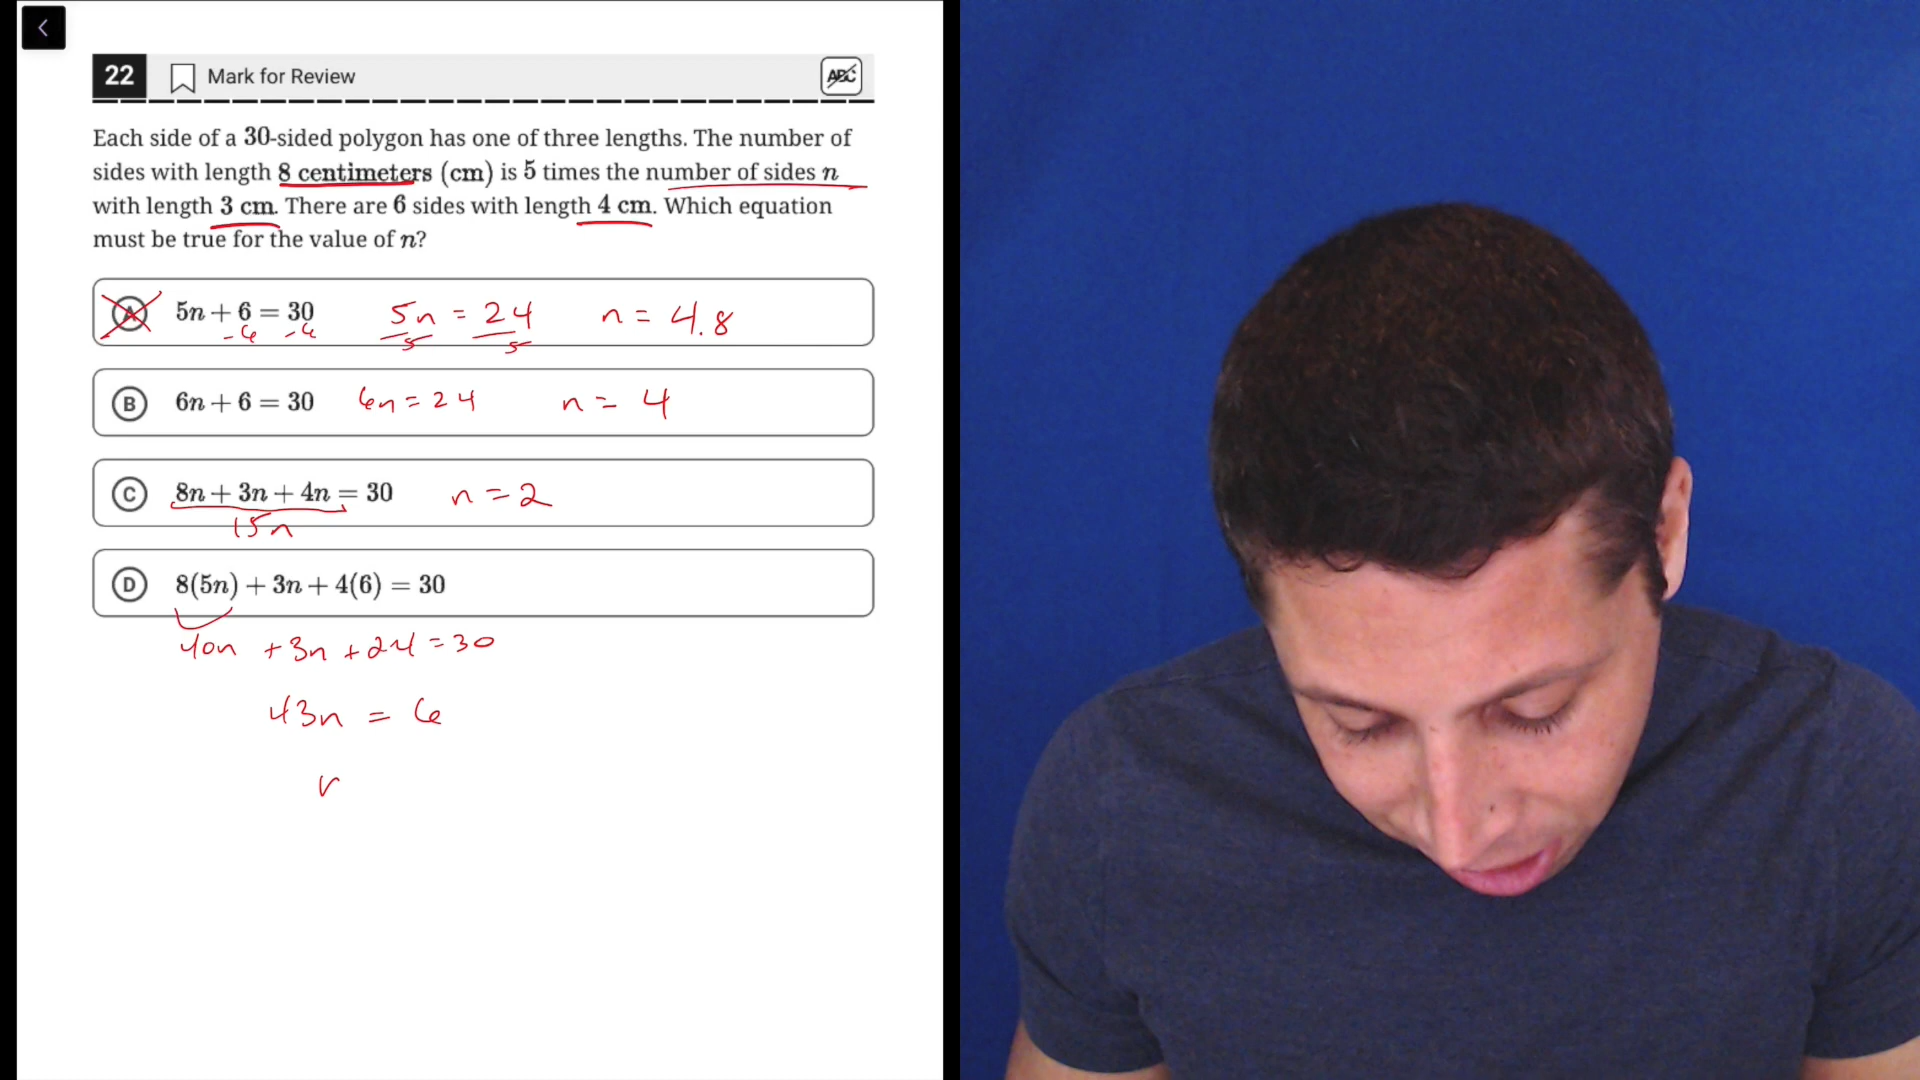 22 Mark for Review ABC
Each side of a 30-sided polygon has one of three lengths. The number of
sides with length 8 centimeters (cm) is 5 times the number of sides n
with length 3 cm. There are 6 sides with length 4 cm. Which equation
must be true for the value of n?
A 5n + 6 = 30 5n = 24 n = 4.8
-6 -6 5 5
B 6n + 6 = 30 6n = 24 n = 4
C 8n + 3n + 4n = 30 n = 2
15n
D 8(5n) + 3n + 4(6) = 30
40n + 3n + 24 = 30
43n = 6